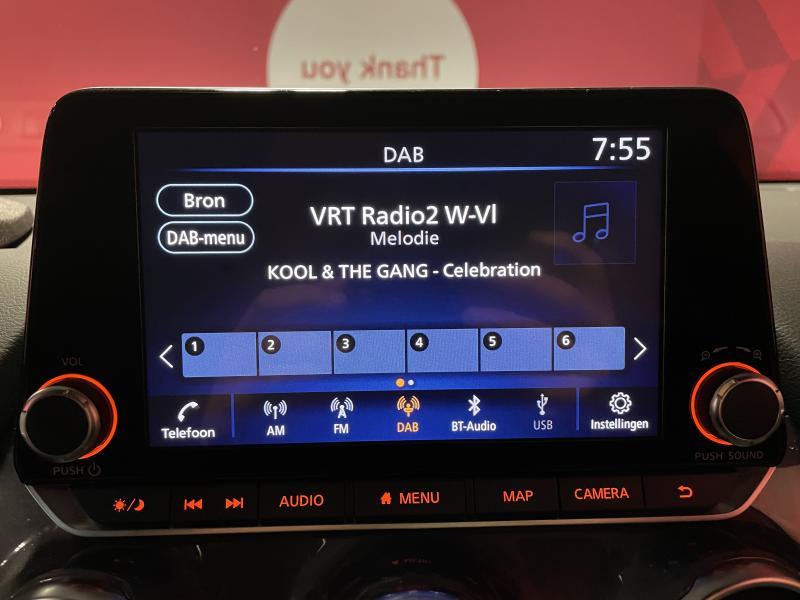 Thank you
DAB
7:55
Bron
DAB-menu
VRT Radio2 W-Vl
Melodie
KOOL & THE GANG - Celebration
1 2 3 4 5 6
Telefoon AM FM DAB BT-Audio USB Instellingen
VOL
PUSH
PUSH SOUND
AUDIO MENU MAP CAMERA